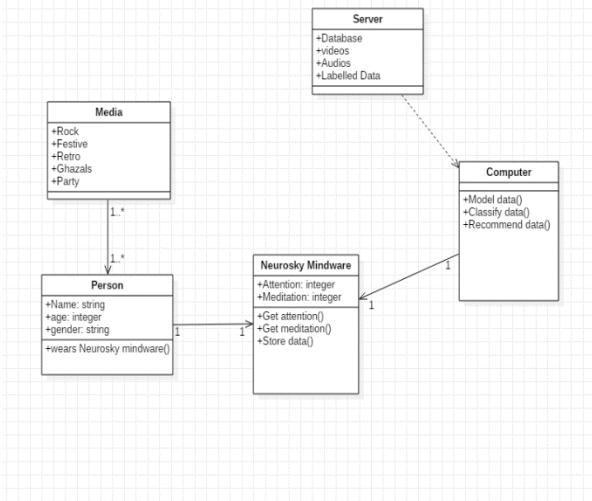 Server
+Database
+videos
+Audios
+Labelled Data
Media
+Rock
+Festive
+Retro
+Ghazals
+Party
1..*
1..*
Computer
+Model data()
+Classify data()
+Recommend data()
1
1
Person
+Name: string
+age: integer
+gender: string
+wears Neurosky mindware()
1
1
Neurosky Mindware
+Attention: integer
+Meditation: integer
+Get attention()
+Get meditation()
+Store data()